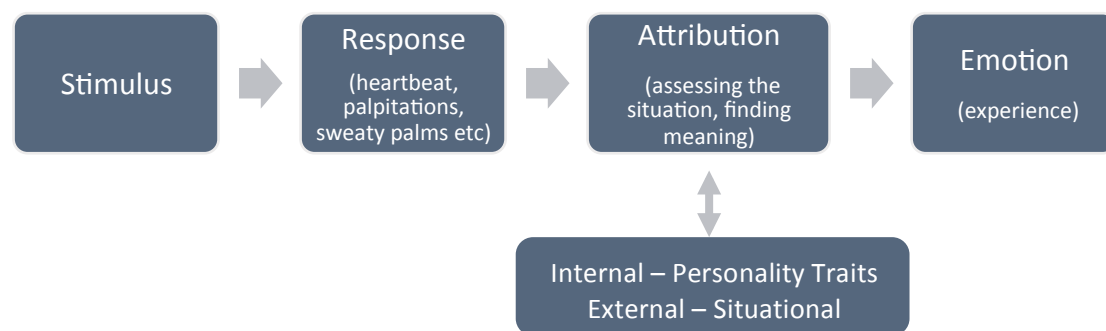 Stimulus
Response
(heartbeat,
palpitations,
sweaty palms etc)
Attribution
(assessing the
situation, finding
meaning)
Emotion
(experience)
Internal – Personality Traits
External – Situational